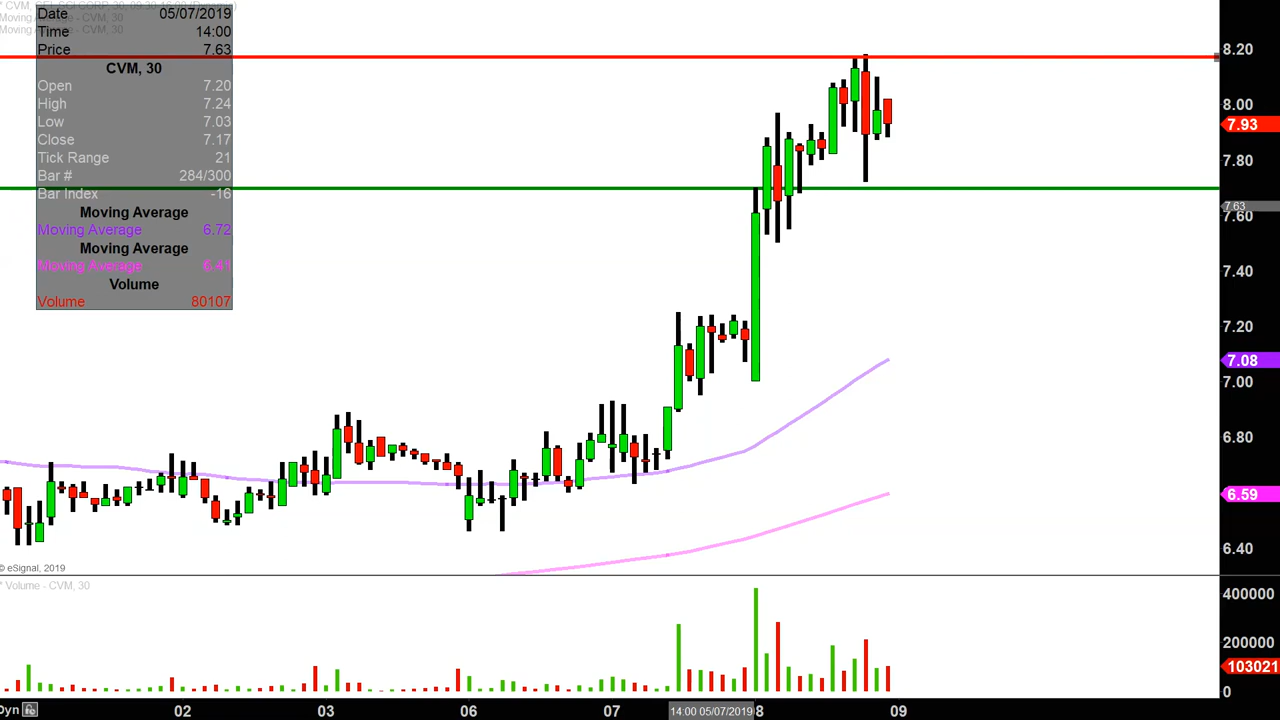 Date 05/07/2019
Time 14:00
Price 7.63
CVM, 30
Open 7.20
High 7.24
Low 7.03
Close 7.17
Tick Range 21
Bar # 284/300
Bar Index -16
Moving Average
Moving Average 6.72
Moving Average
Moving Average 6.41
Volume
Volume 80107
8.20
8.00
7.93
7.80
7.63
7.60
7.40
7.20
7.08
7.00
6.80
6.59
6.40
© eSignal, 2019
* Volume - CVM, 30
400000
200000
103021
0
Dyn 02 03 06 07 14:00 05/07/2019 8 09